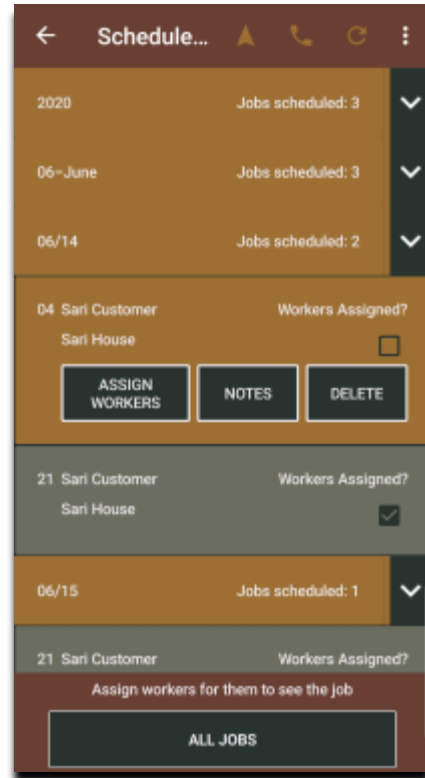 Schedule...
2020 Jobs scheduled: 3
06-June Jobs scheduled: 3
06/14 Jobs scheduled: 2
04 Sari Customer Workers Assigned?
Sari House
ASSIGN
WORKERS
NOTES
DELETE
21 Sari Customer Workers Assigned?
Sari House
06/15 Jobs scheduled: 1
21 Sari Customer Workers Assigned?
Assign workers for them to see the job
ALL JOBS